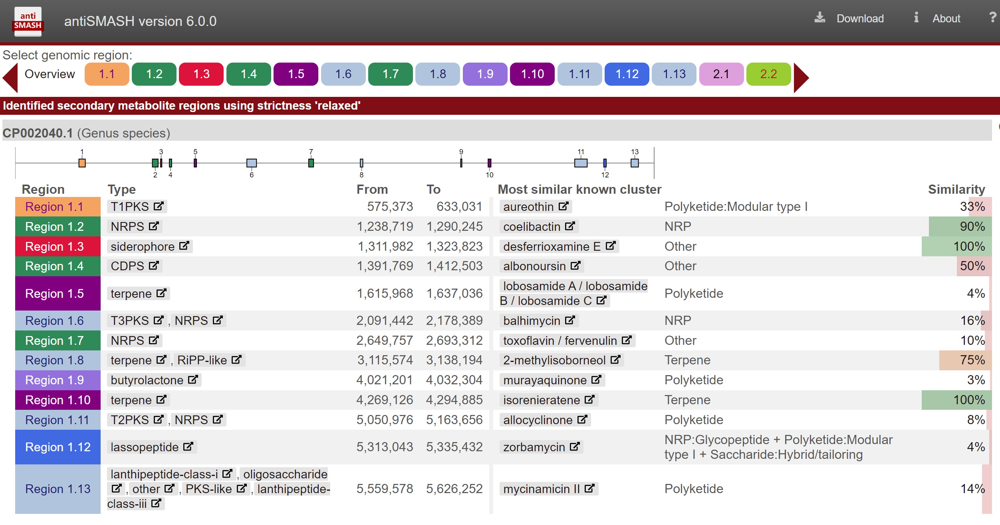 anti
SMASH
antiSMASH version 6.0.0
Download
About
?
Select genomic region:
Overview 1.1 1.2 1.3 1.4 1.5 1.6 1.7 1.8 1.9 1.10 1.11 1.12 1.13 2.1 2.2
Identified secondary metabolite regions using strictness 'relaxed'
CP002040.1 (Genus species)
1 3 5 7 9 11 13
2 4 6 8 10 12
Region Type From To Most similar known cluster Similarity
Region 1.1 T1PKS 575,373 633,031 aureothin Polyketide:Modular type I 33%
Region 1.2 NRPS 1,238,719 1,290,245 coelibactin NRP 90%
Region 1.3 siderophore 1,311,982 1,323,823 desferrioxamine E Other 100%
Region 1.4 CDPS 1,391,769 1,412,503 albonoursin Other 50%
Region 1.5 terpene 1,615,968 1,637,036 lobosamide A / lobosamide
B / lobosamide C Polyketide 4%
Region 1.6 T3PKS , NRPS 2,091,442 2,178,389 balhimycin NRP 16%
Region 1.7 NRPS 2,649,757 2,693,312 toxoflavin / fervenulin Other 10%
Region 1.8 terpene , RiPP-like 3,115,574 3,138,194 2-methylisoborneol Terpene 75%
Region 1.9 butyrolactone 4,021,201 4,032,304 murayaquinone Polyketide 3%
Region 1.10 terpene 4,269,126 4,294,885 isorenieratene Terpene 100%
Region 1.11 T2PKS , NRPS 5,050,976 5,163,656 allocyclinone Polyketide 8%
Region 1.12 lassopeptide 5,313,043 5,335,432 zorbamycin NRP:Glycopeptide + Polyketide:Modular
type I + Saccharide:Hybrid/tailoring 4%
lanthipeptide-class-i , oligosaccharide
Region 1.13 , other , PKS-like , lanthipeptide- 5,559,578 5,626,252 mycinamicin II Polyketide 14%
class-iii